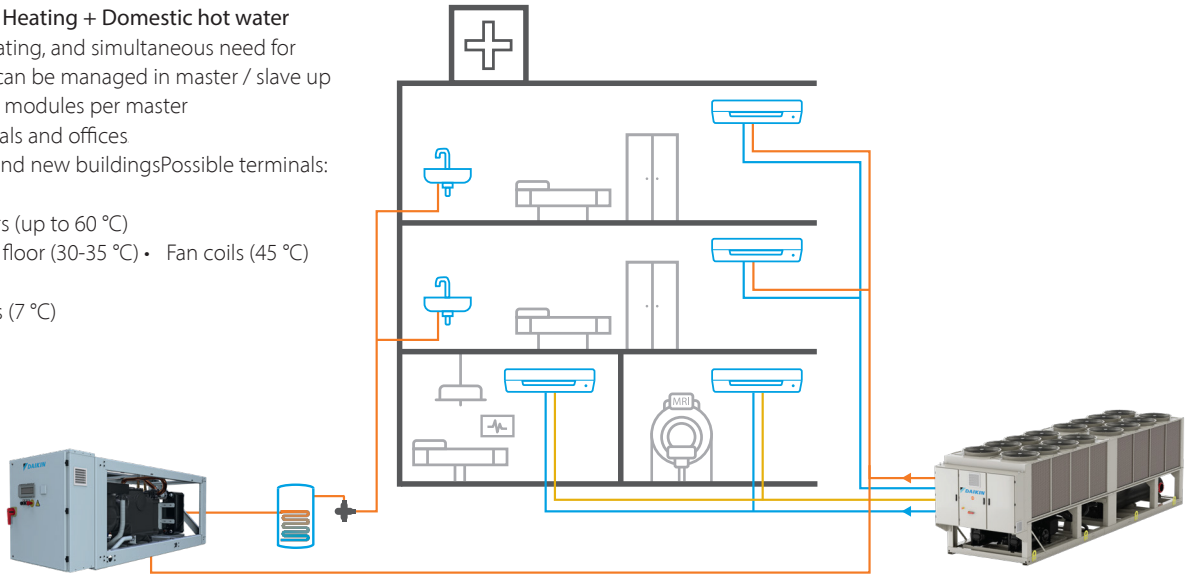 Heating + Domestic hot water
ating, and simultaneous need for
can be managed in master / slave up
modules per master
als and offices
nd new buildingsPossible terminals:
s (up to 60 °C)
floor (30-35 °C) • Fan coils (45 °C)
s (7 °C)
MRI
DAIKIN
DAIKIN